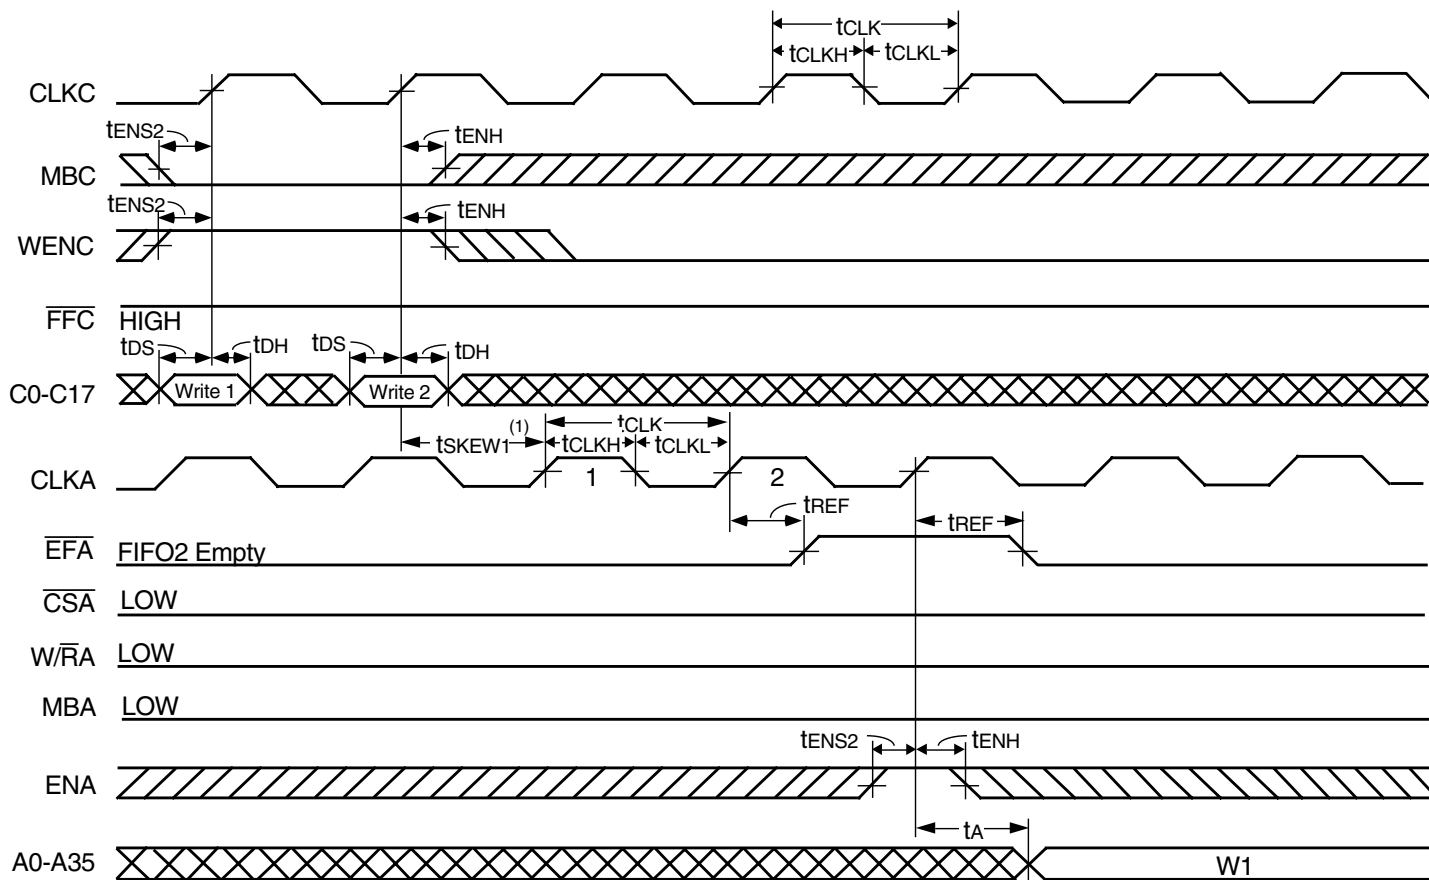 tCLK
tCLKH tCLKL
CLKC
tENS2 tENH
MBC
tENS2 tENH
WENC
FFC HIGH
tDS tDH tDS tDH
C0-C17 Write 1 Write 2
tSKEW1(1) tCLK
tCLKH tCLKL
CLKA 1 2
tREF tREF
EFA FIFO2 Empty
CSA LOW
W/RA LOW
MBA LOW
tENS2 tENH
ENA
tA
A0-A35 W1